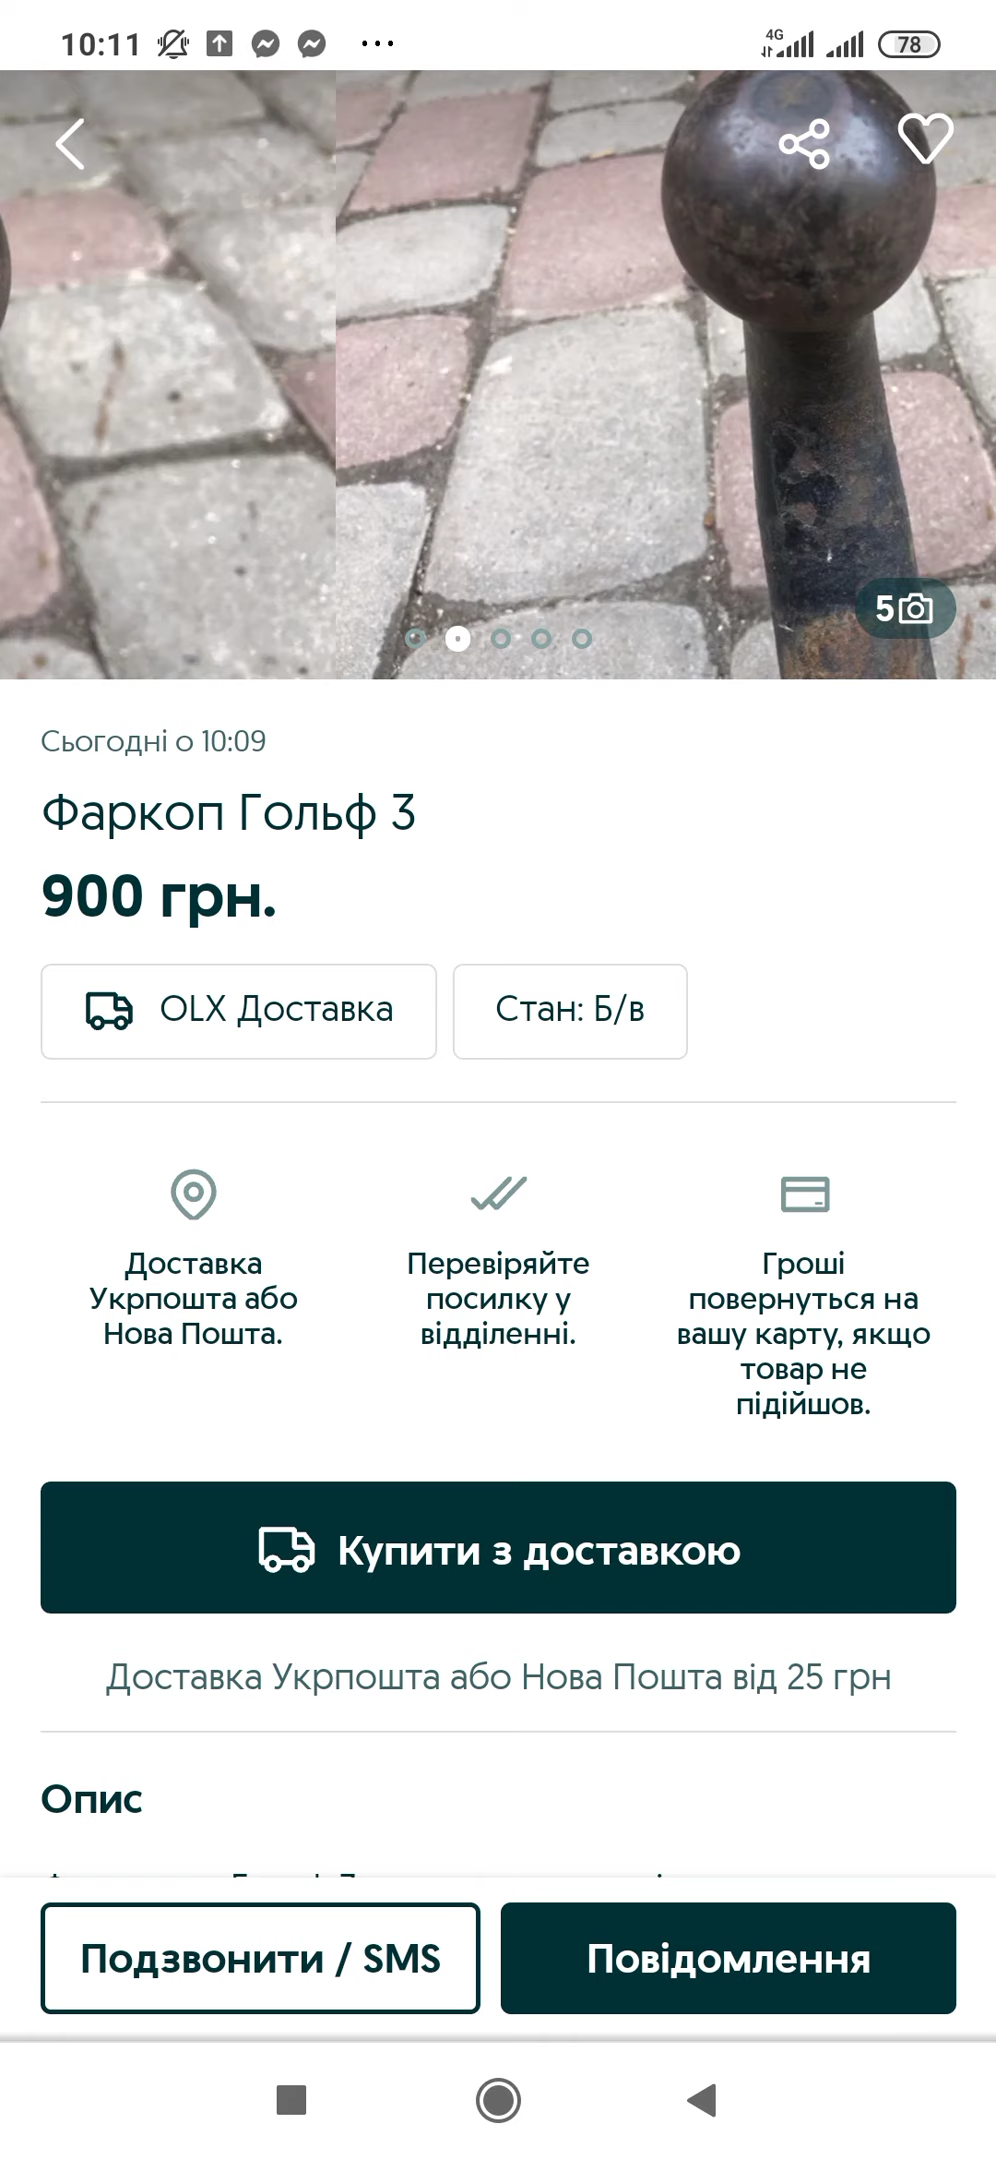 10:11
4G
78
5
Сьогодні о 10:09
Фаркоп Гольф 3
900 грн.
OLX Доставка
Стан: Б/в
Доставка
Укрпошта або
Нова Пошта.
Перевіряйте
посилку у
відділенні.
Гроші
повернуться на
вашу карту, якщо
товар не
підійшов.
Купити з доставкою
Доставка Укрпошта або Нова Пошта від 25 грн
Опис
Подзвонити / SMS
Повідомлення